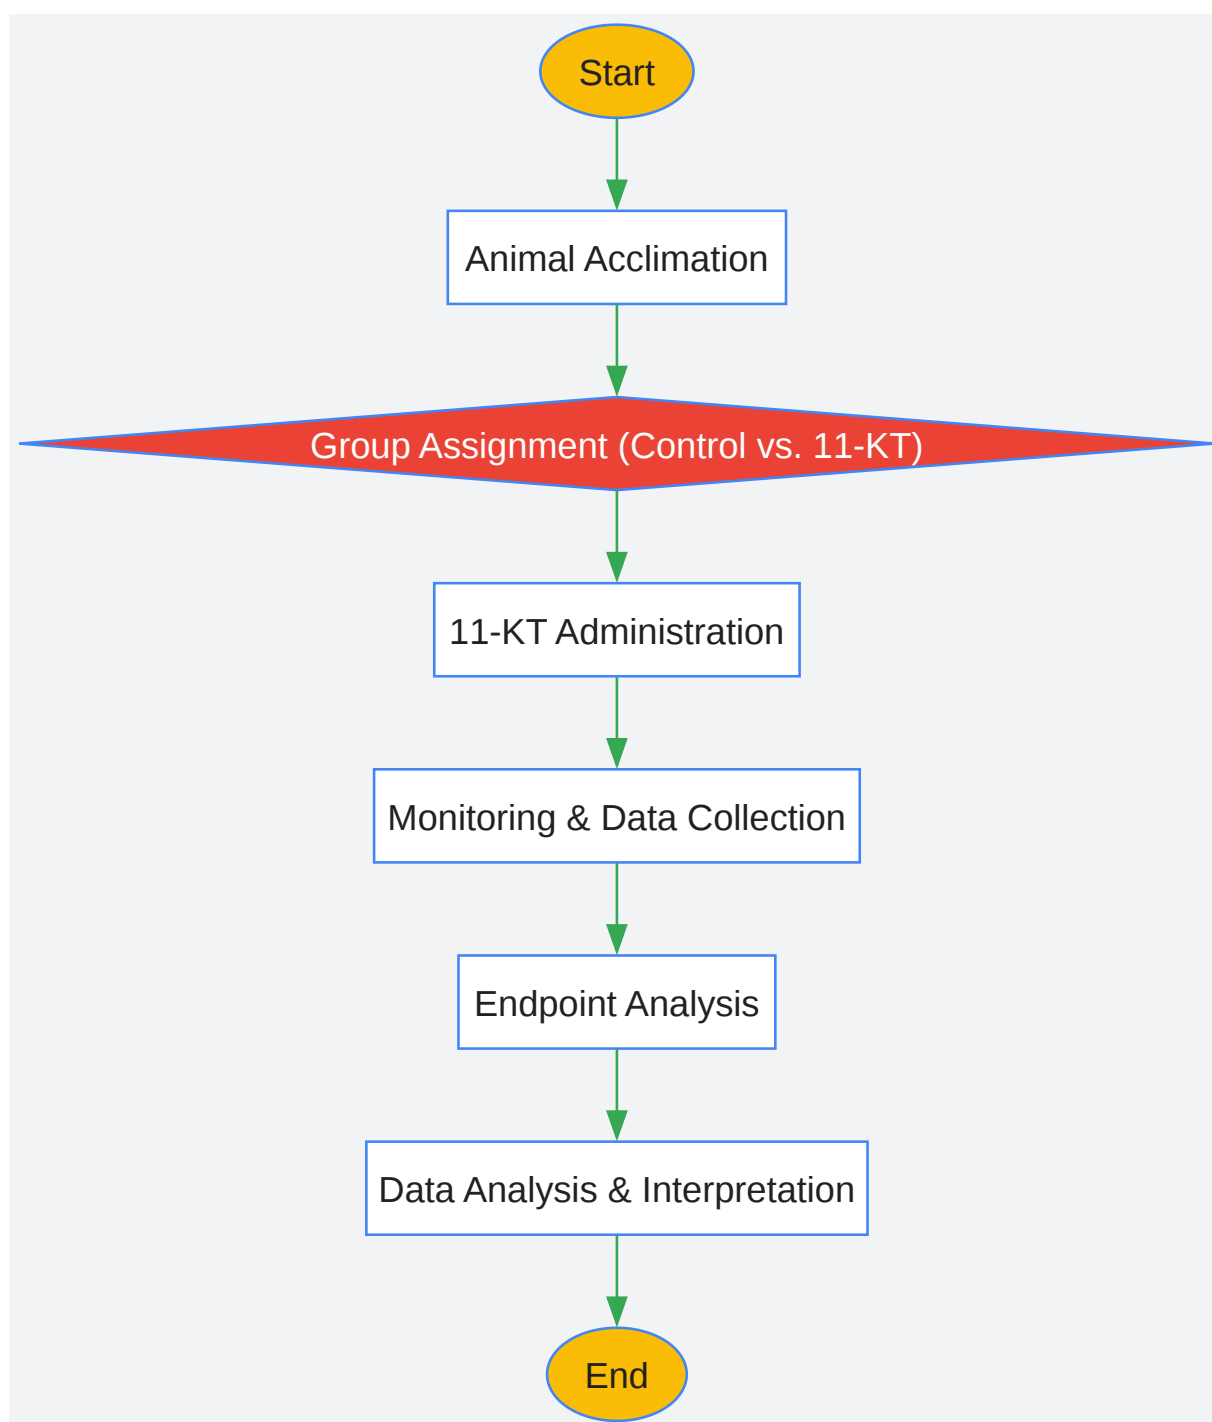 Start
Animal Acclimation
Group Assignment (Control vs. 11-KT)
11-KT Administration
Monitoring & Data Collection
Endpoint Analysis
Data Analysis & Interpretation
End